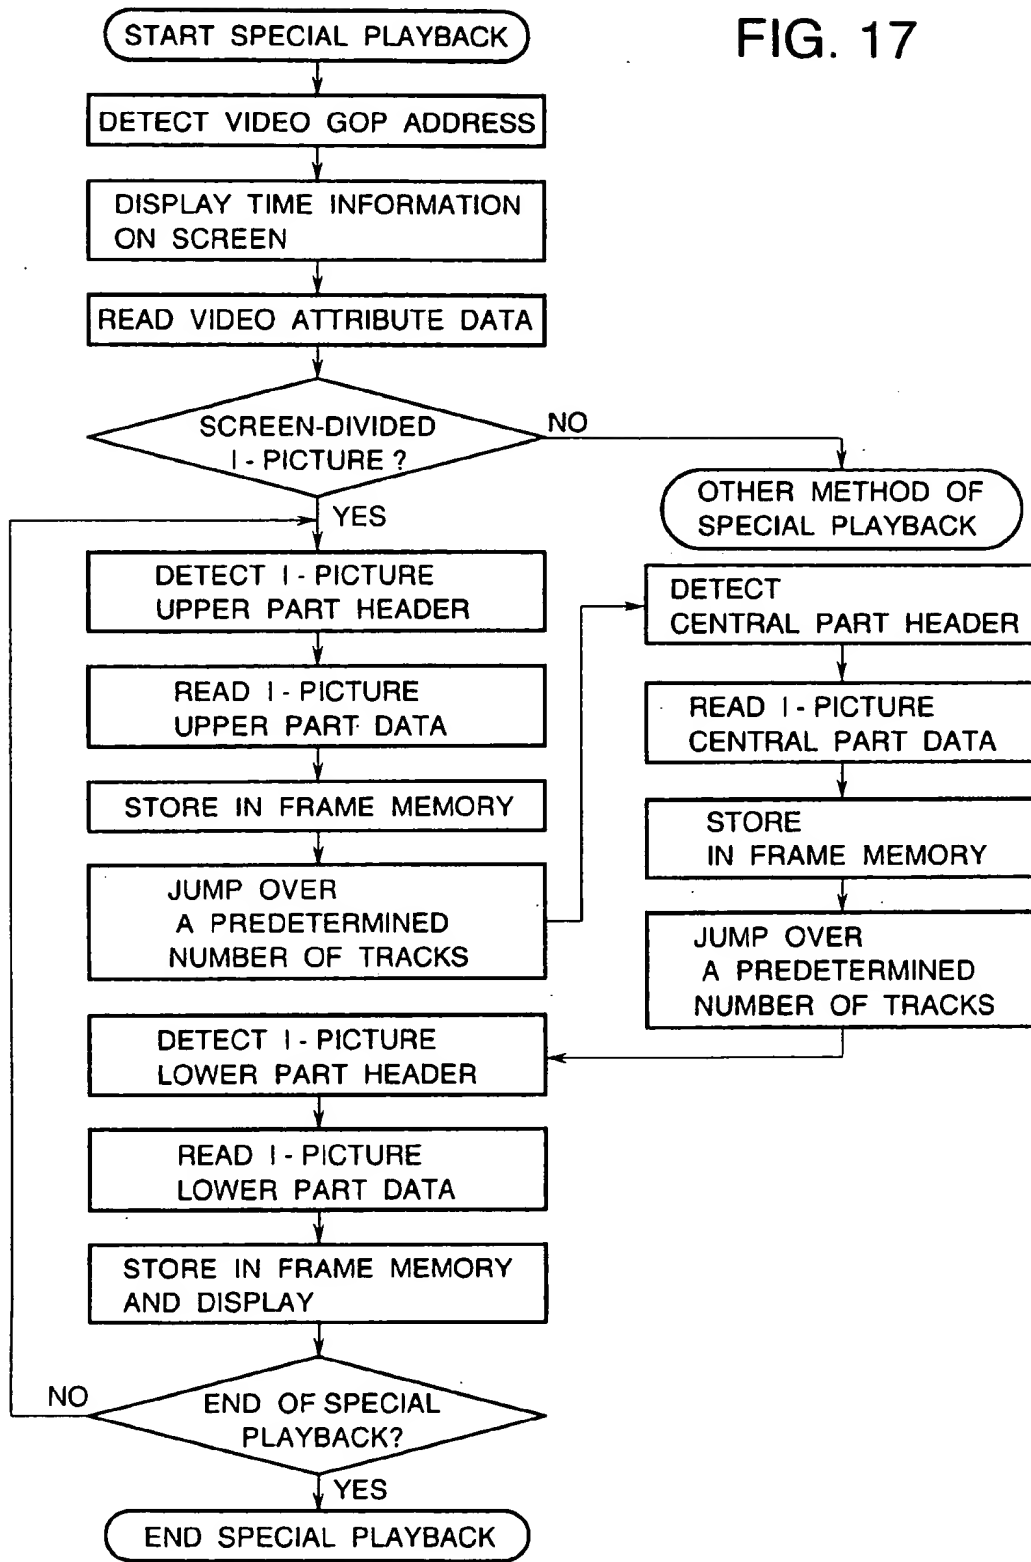 FIG. 17
START SPECIAL PLAYBACK
DETECT VIDEO GOP ADDRESS
DISPLAY TIME INFORMATION
ON SCREEN
READ VIDEO ATTRIBUTE DATA
SCREEN-DIVIDED
I - PICTURE ?
NO
YES
OTHER METHOD OF
SPECIAL PLAYBACK
DETECT I - PICTURE
UPPER PART HEADER
READ I - PICTURE
UPPER PART DATA
STORE IN FRAME MEMORY
JUMP OVER
A PREDETERMINED
NUMBER OF TRACKS
DETECT
CENTRAL PART HEADER
READ I - PICTURE
CENTRAL PART DATA
STORE
IN FRAME MEMORY
JUMP OVER
A PREDETERMINED
NUMBER OF TRACKS
DETECT I - PICTURE
LOWER PART HEADER
READ I - PICTURE
LOWER PART DATA
STORE IN FRAME MEMORY
AND DISPLAY
END OF SPECIAL
PLAYBACK?
NO
YES
END SPECIAL PLAYBACK